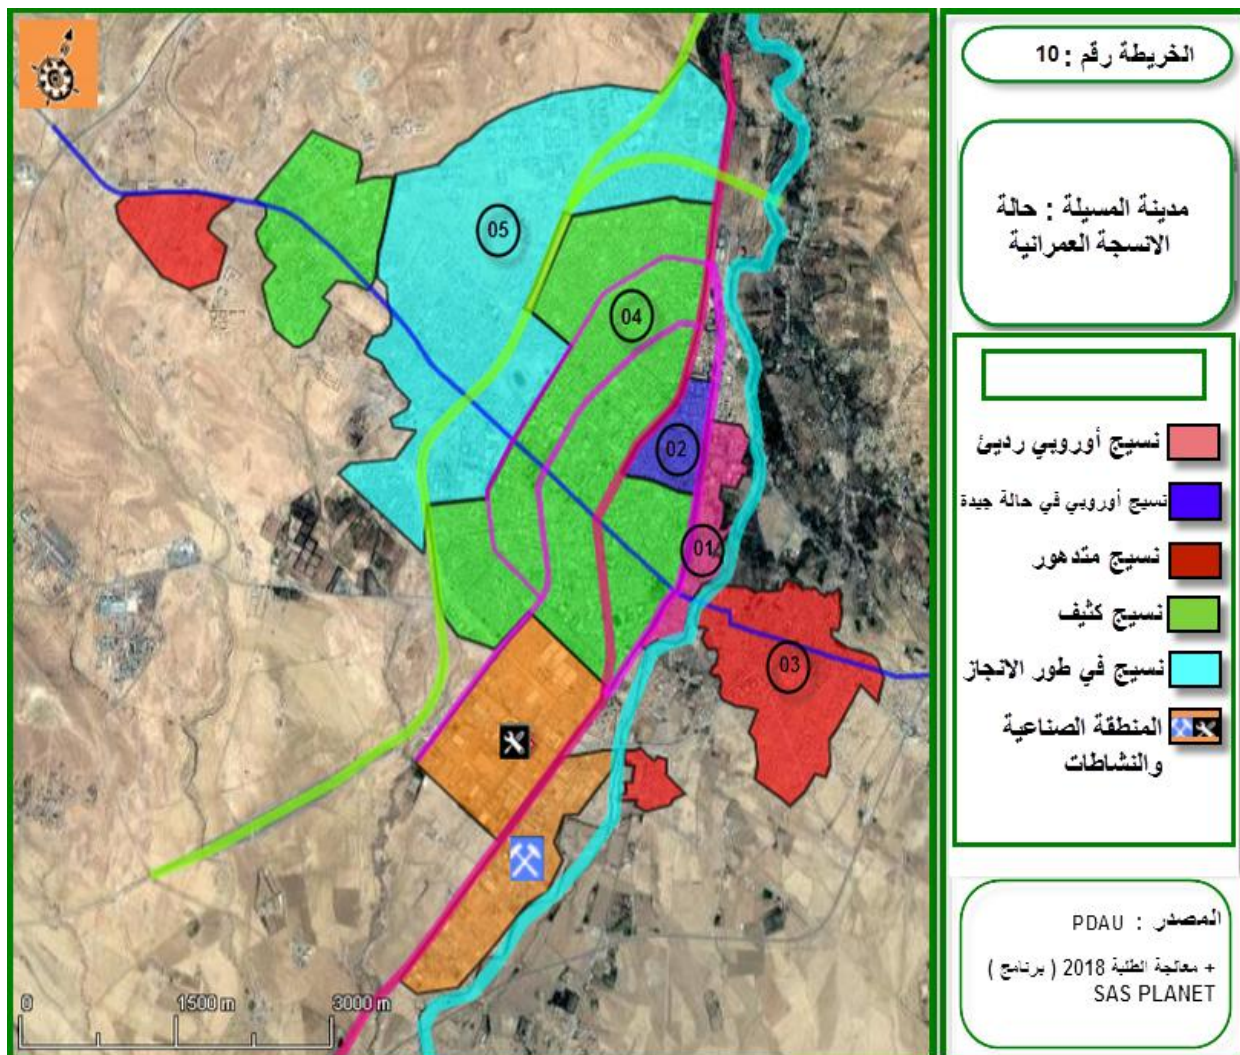 الخريطة رقم : 10
مدينة المسيلة : حالة
الانسجة العمرانية
نسيج أوروبي رديئ
نسيج أوروبي في حالة جيدة
نسيج متدهور
نسيج كثيف
نسيج في طور الانجاز
المنطقة الصناعية
والنشاطات
المصدر : PDAU
+ معالجة الطلبة 2018 ( برنامج )
SAS PLANET
05
04
02
01
03
0 1500 m 3000 m